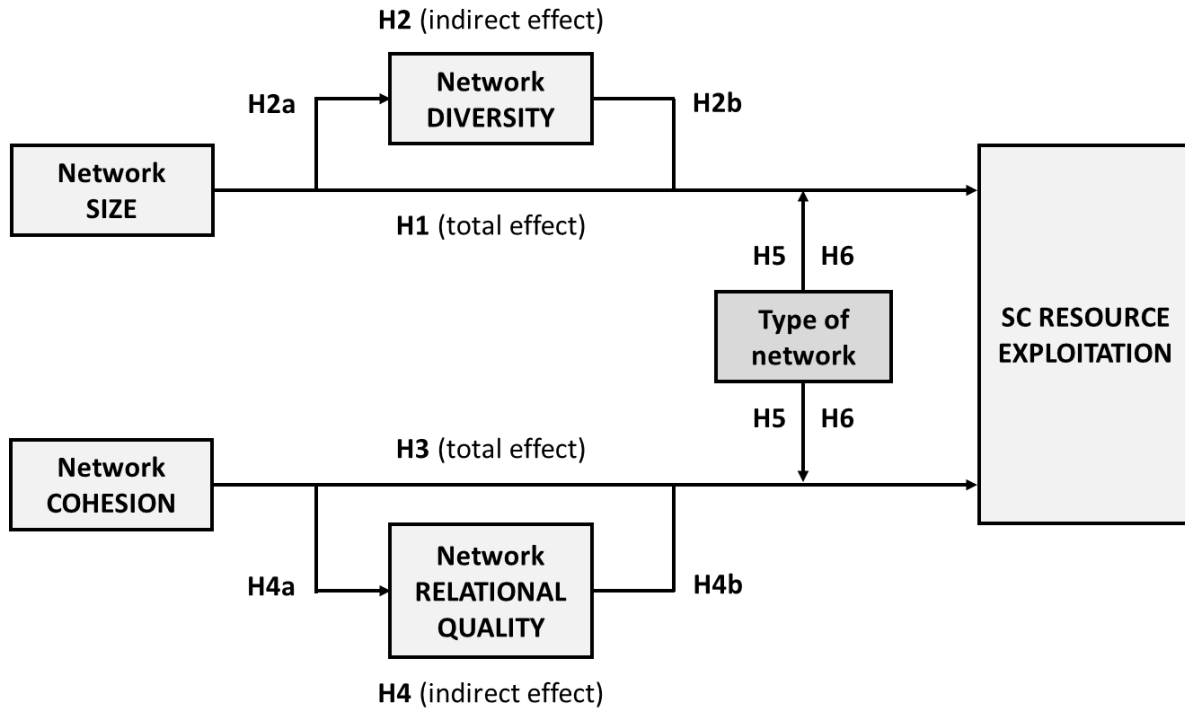 H2 (indirect effect)
Network
DIVERSITY
H2a
H2b
Network
SIZE
H1 (total effect)
H5 H6
Type of
network
SC RESOURCE
EXPLOITATION
H5 H6
H3 (total effect)
Network
COHESION
Network
RELATIONAL
QUALITY
H4a
H4b
H4 (indirect effect)